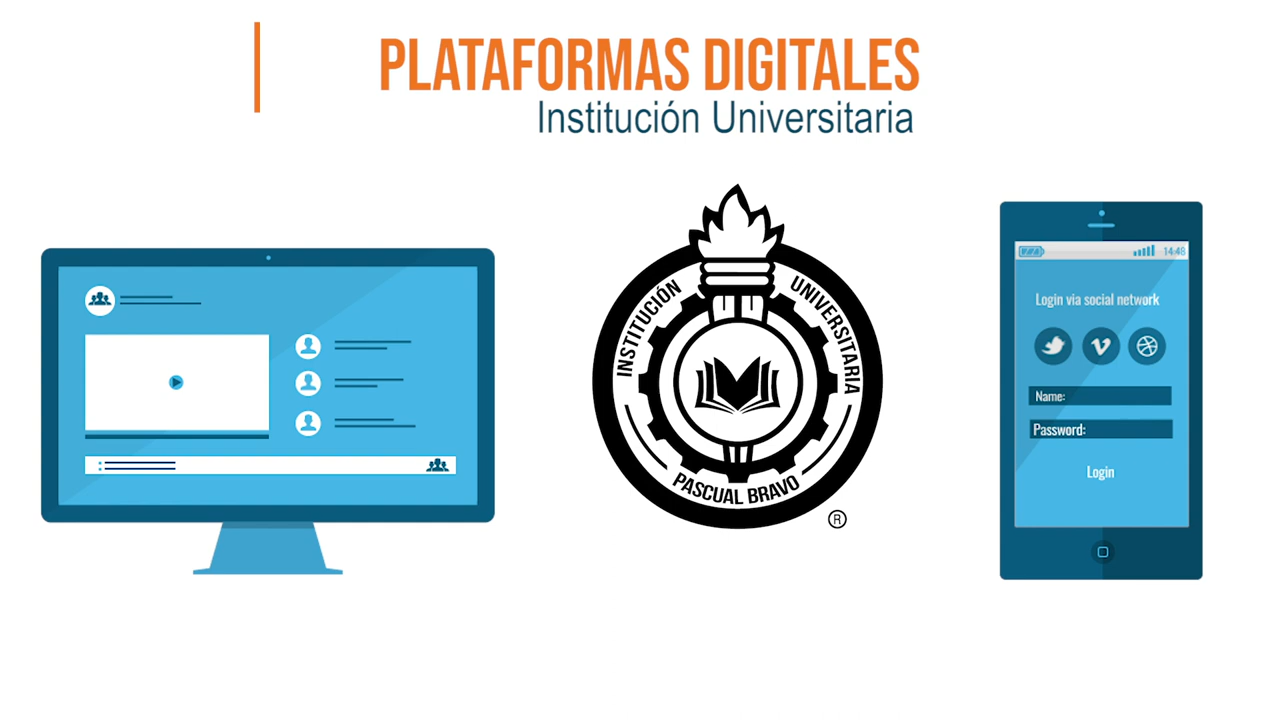 PLATAFORMAS DIGITALES
Institución Universitaria
INSTITUCIÓN UNIVERSITARIA
PASCUAL BRAVO
®
14:48
Login via social network
Name:
Password:
Login